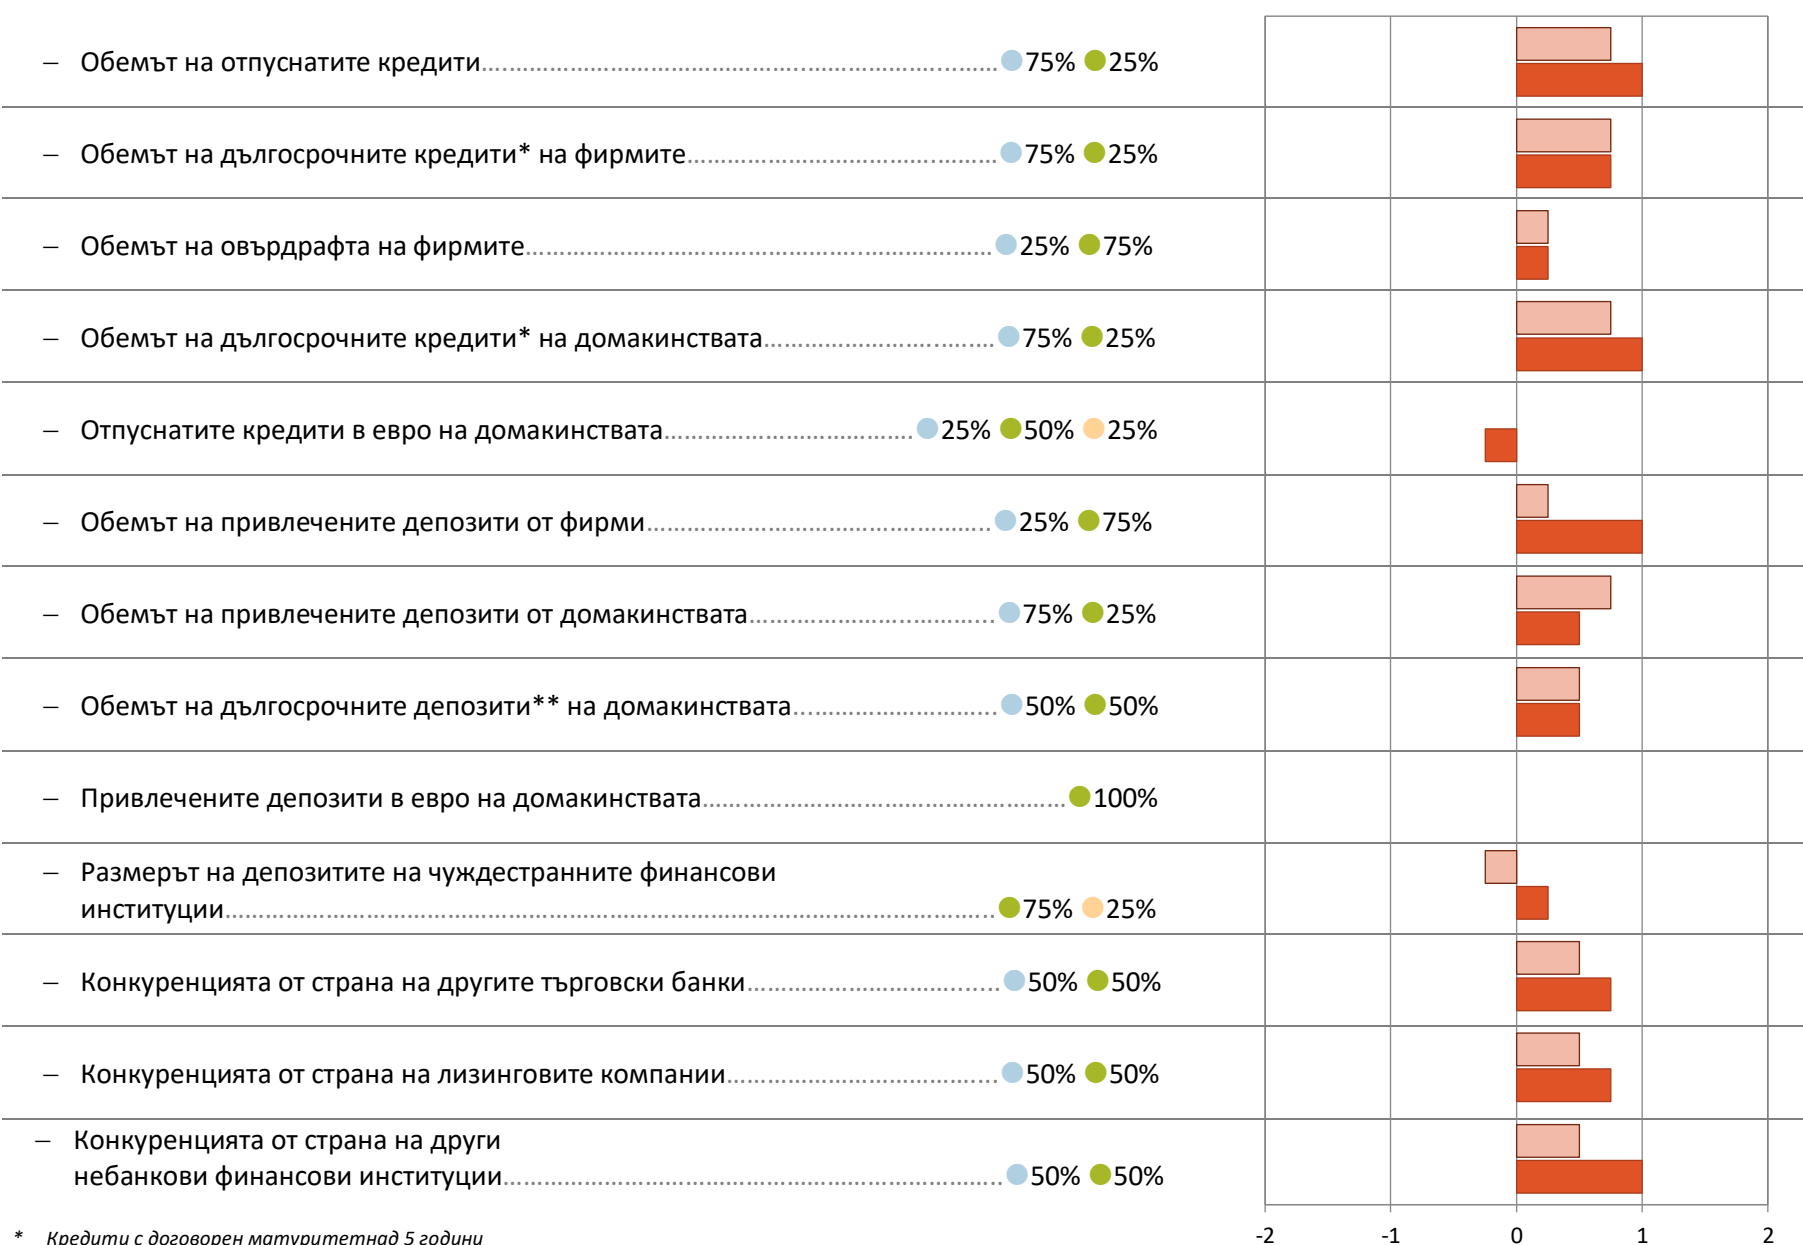 – Обемът на отпуснатите кредити 75% 25%
– Обемът на дългосрочните кредити* на фирмите 75% 25%
– Обемът на овърдрафта на фирмите 25% 75%
– Обемът на дългосрочните кредити* на домакинствата 75% 25%
– Отпуснатите кредити в евро на домакинствата 25% 50% 25%
– Обемът на привлечените депозити от фирми 25% 75%
– Обемът на привлечените депозити от домакинствата 75% 25%
– Обемът на дългосрочните депозити** на домакинствата 50% 50%
– Привлечените депозити в евро на домакинствата 100%
– Размерът на депозитите на чуждестранните финансови
институции 75% 25%
– Конкуренцията от страна на другите търговски банки 50% 50%
– Конкуренцията от страна на лизинговите компании 50% 50%
– Конкуренцията от страна на други
небанкови финансови институции 50% 50%
-2 -1 0 1 2
* Кредити с договорен матуритетнад 5 години